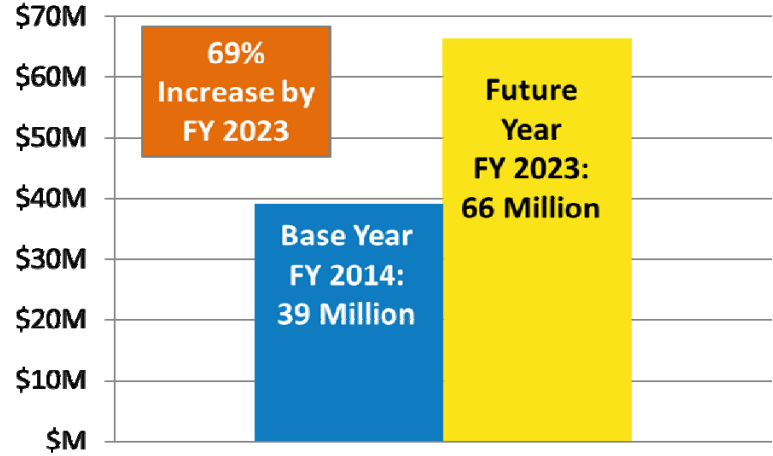 $70M
$60M
$50M
$40M
$30M
$20M
$10M
$M
69%
Increase by
FY 2023
Base Year
FY 2014:
39 Million
Future
Year
FY 2023:
66 Million